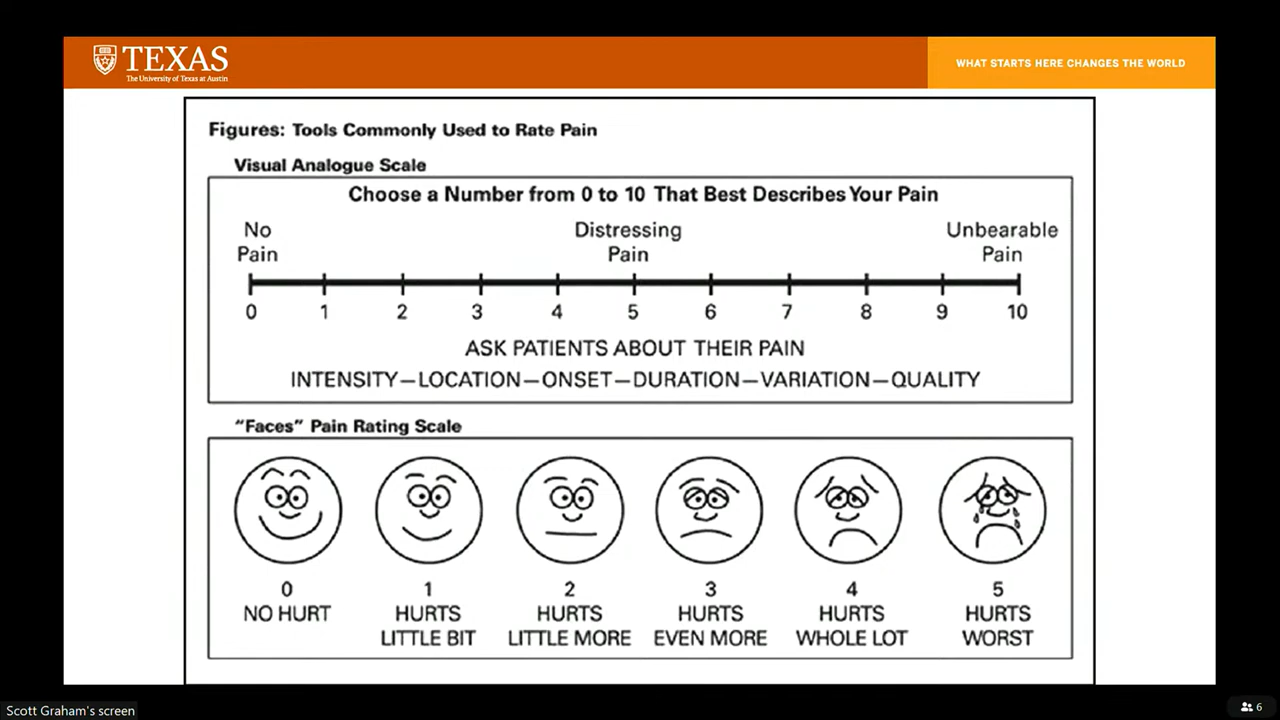 TEXAS
The University of Texas at Austin
WHAT STARTS HERE CHANGES THE WORLD
Figures: Tools Commonly Used to Rate Pain
Visual Analogue Scale
Choose a Number from 0 to 10 That Best Describes Your Pain
No Pain
Distressing Pain
Unbearable Pain
0 1 2 3 4 5 6 7 8 9 10
ASK PATIENTS ABOUT THEIR PAIN
INTENSITY—LOCATION—ONSET—DURATION—VARIATION—QUALITY
"Faces" Pain Rating Scale
0 1 2 3 4 5
NO HURT
HURTS LITTLE BIT
HURTS LITTLE MORE
HURTS EVEN MORE
HURTS WHOLE LOT
HURTS WORST
Scott Graham's screen
6